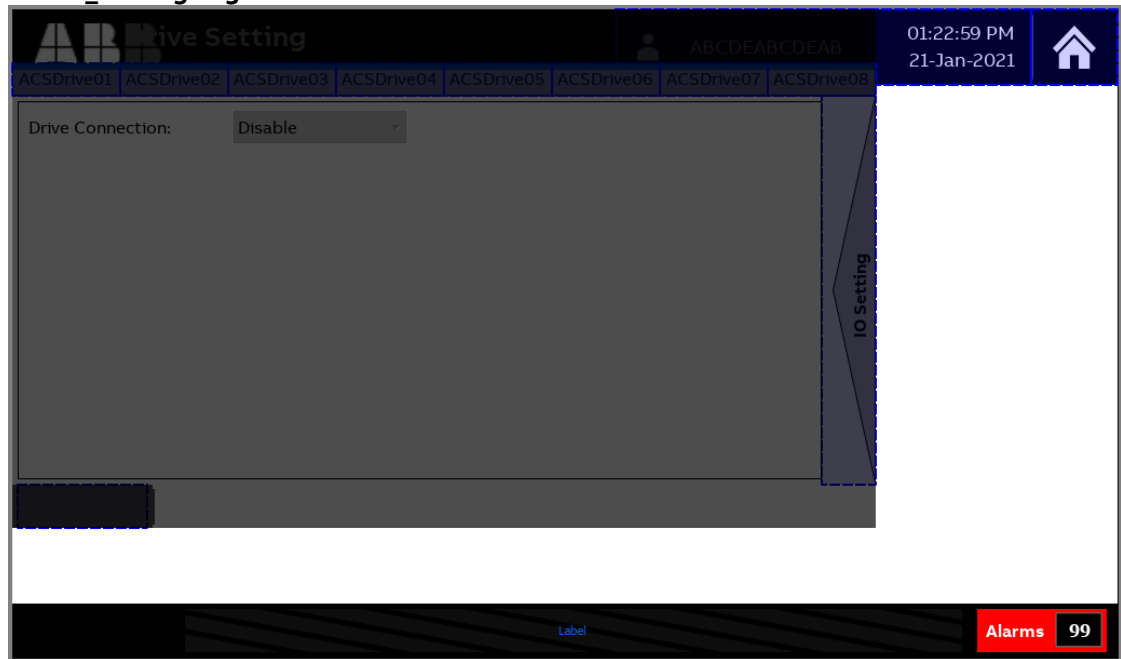 ABB Drive Setting
ABCDEABCDEAB
01:22:59 PM
21-Jan-2021
ACSDrive01 ACSDrive02 ACSDrive03 ACSDrive04 ACSDrive05 ACSDrive06 ACSDrive07 ACSDrive08
Drive Connection: Disable
IO Setting
Label
Alarms 99